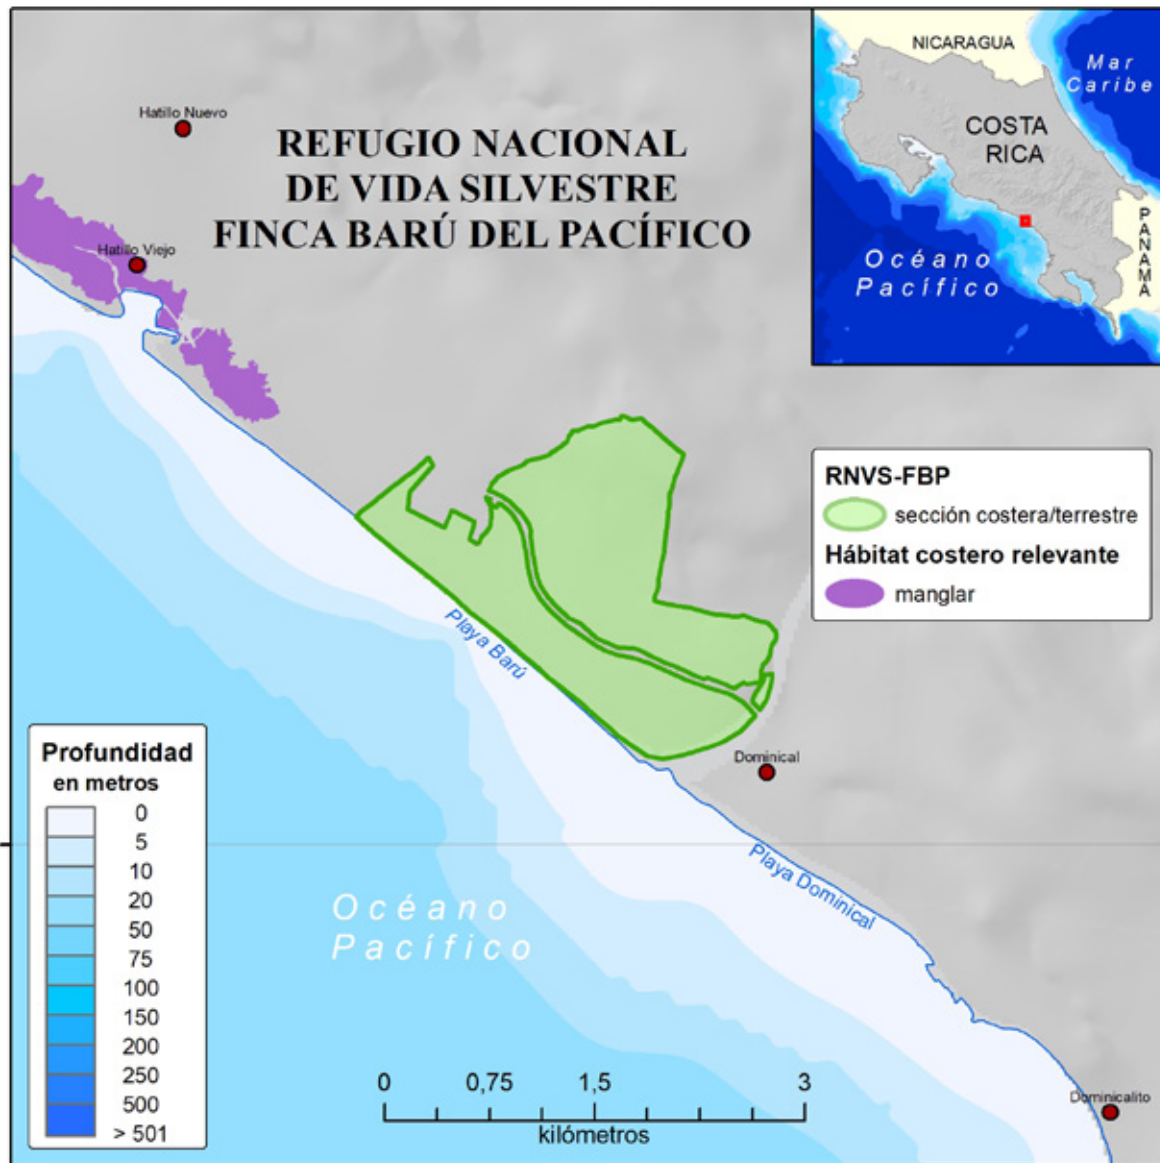 REFUGIO NACIONAL
DE VIDA SILVESTRE
FINCA BARÚ DEL PACÍFICO
Hatillo Nuevo
Hatillo Viejo
NICARAGUA
Mar
Caribe
COSTA
RICA
PANAMA
Océano
Pacífico
RNVS-FBP
sección costera/terrestre
Hábitat costero relevante
manglar
Playa Barú
Dominical
Playa Dominical
Dominicalito
Océano
Pacífico
Profundidad
en metros
0
5
10
20
50
75
100
150
200
250
500
> 501
0 0,75 1,5 3
kilómetros